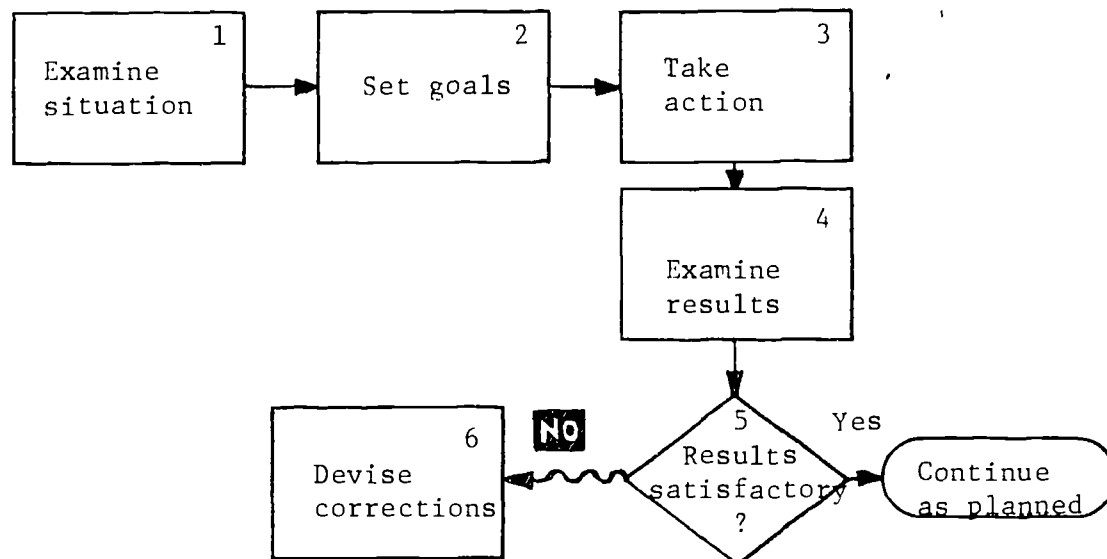 1
Examine
situation
2
Set goals
3
Take
action
4
Examine
results
5
Results
satisfactory
?
Yes
Continue
as planned
NO
6
Devise
corrections